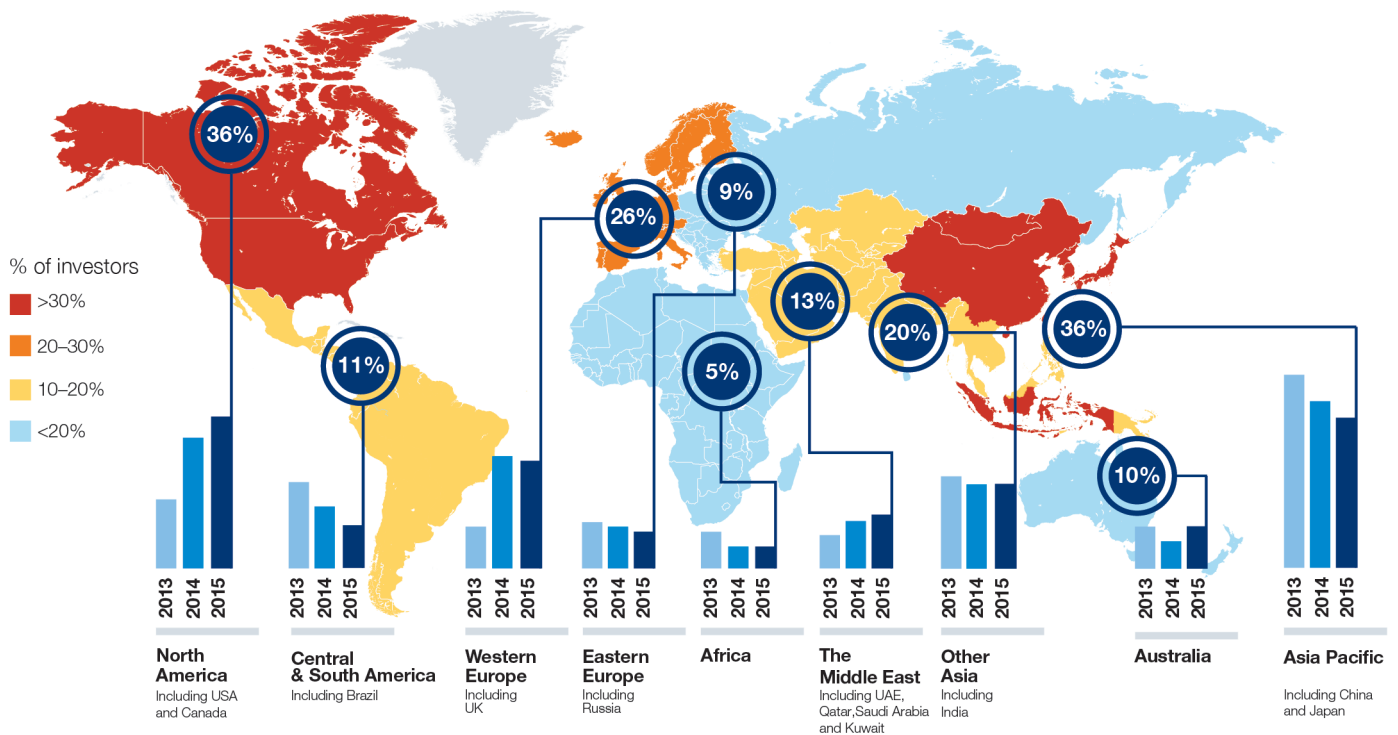 36%
9%
26%
% of investors
>30%
20–30%
10–20%
<20%
13%
20%
36%
11%
5%
10%
2013
2014
2015
2013
2014
2015
2013
2014
2015
2013
2014
2015
2013
2014
2015
2013
2014
2015
2013
2014
2015
2013
2014
2015
2013
2014
2015
North
America
Including USA
and Canada
Central
& South America
Including Brazil
Western
Europe
Including
UK
Eastern
Europe
Including
Russia
Africa
The
Middle East
Including UAE,
Qatar,Saudi Arabia
and Kuwait
Other
Asia
Including
India
Australia
Asia Pacific
Including China
and Japan